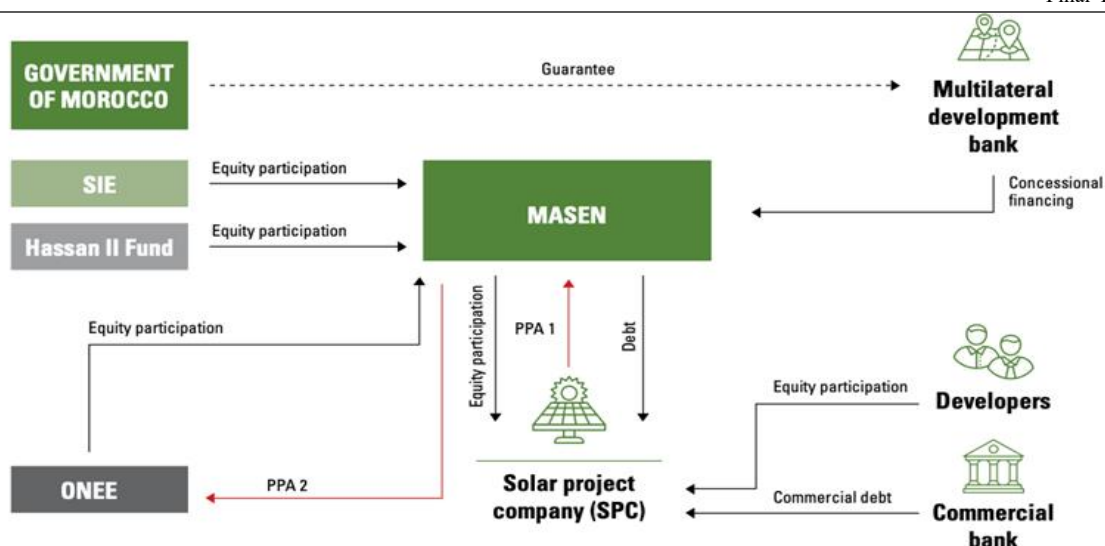 GOVERNMENT
OF MOROCCO
Guarantee
Multilateral
development
bank
SIE
Equity participation
Hassan II Fund
Equity participation
MASEN
Concessional
financing
Equity participation
Equity participation
PPA 1
Debt
Equity participation
Developers
ONEE
PPA 2
Solar project
company (SPC)
Commercial debt
Commercial
bank